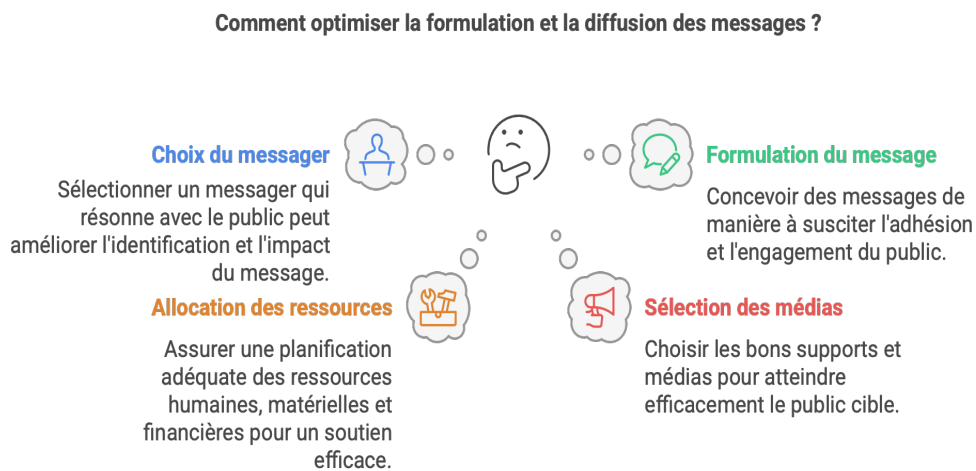 Comment optimiser la formulation et la diffusion des messages ?
Choix du messager
Sélectionner un messager qui
résonne avec le public peut
améliorer l'identification et l'impact
du message.
Formulation du message
Concevoir des messages de
manière à susciter l'adhésion
et l'engagement du public.
Allocation des ressources
Assurer une planification
adéquate des ressources
humaines, matérielles et
financières pour un soutien
efficace.
Sélection des médias
Choisir les bons supports et
médias pour atteindre
efficacement le public cible.